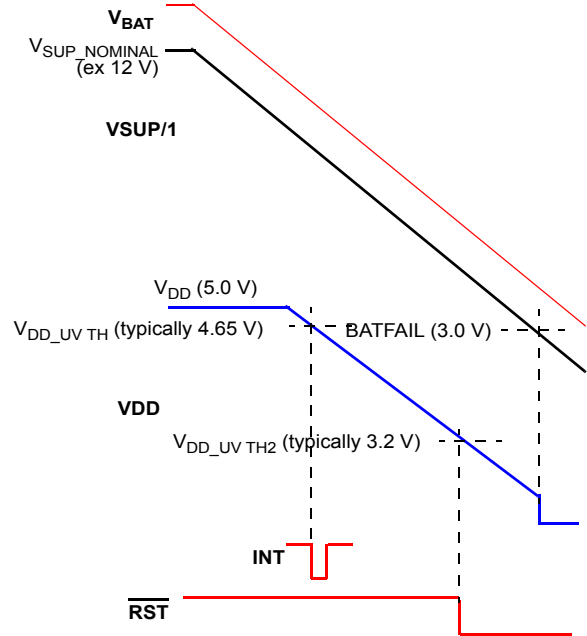 VBAT
VSUP_NOMINAL
(ex 12 V)
VSUP/1
VDD (5.0 V)
VDD_UV TH (typically 4.65 V)
BATFAIL (3.0 V)
VDD
VDD_UV TH2 (typically 3.2 V)
INT
RST